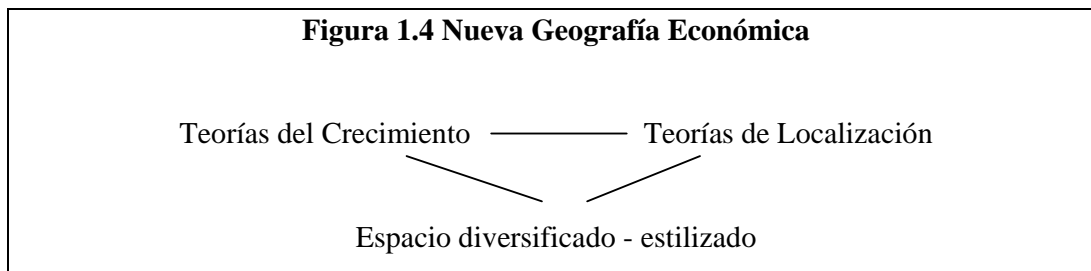 Figura 1.4 Nueva Geografía Económica
Teorías del Crecimiento Teorías de Localización
Espacio diversificado - estilizado